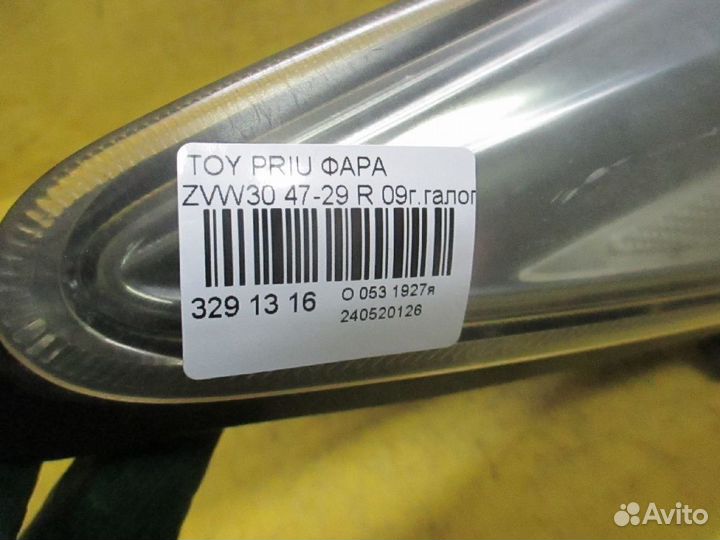 TOY PRIU ФАРА
ZVW30 47-29 R 09г.галог
329 13 16
О 053 1927я
240520126
Avito